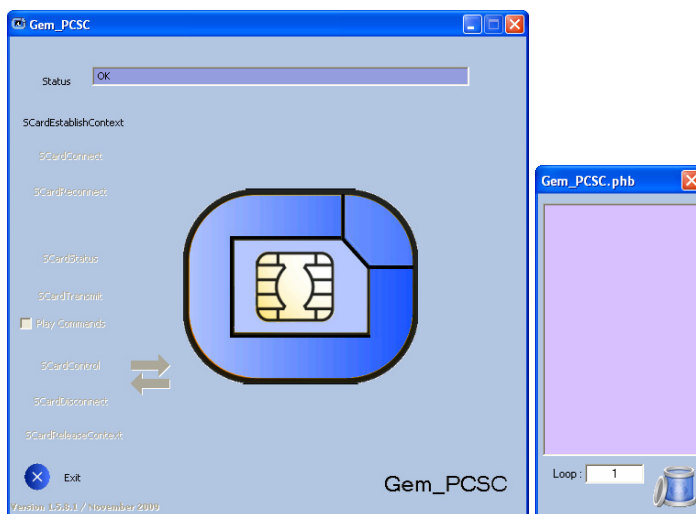 Gem_PCSC
Status OK
SCardEstablishContext
SCardConnect
SCardReconnect
SCardStatus
SCardTransmit
Play Commands
SCardControl
SCardDisconnect
SCardReleaseContext
Exit
Gem_PCSC
Version 1.5.3.1 / November 2009
Gem_PCSC.phb
Loop : 1